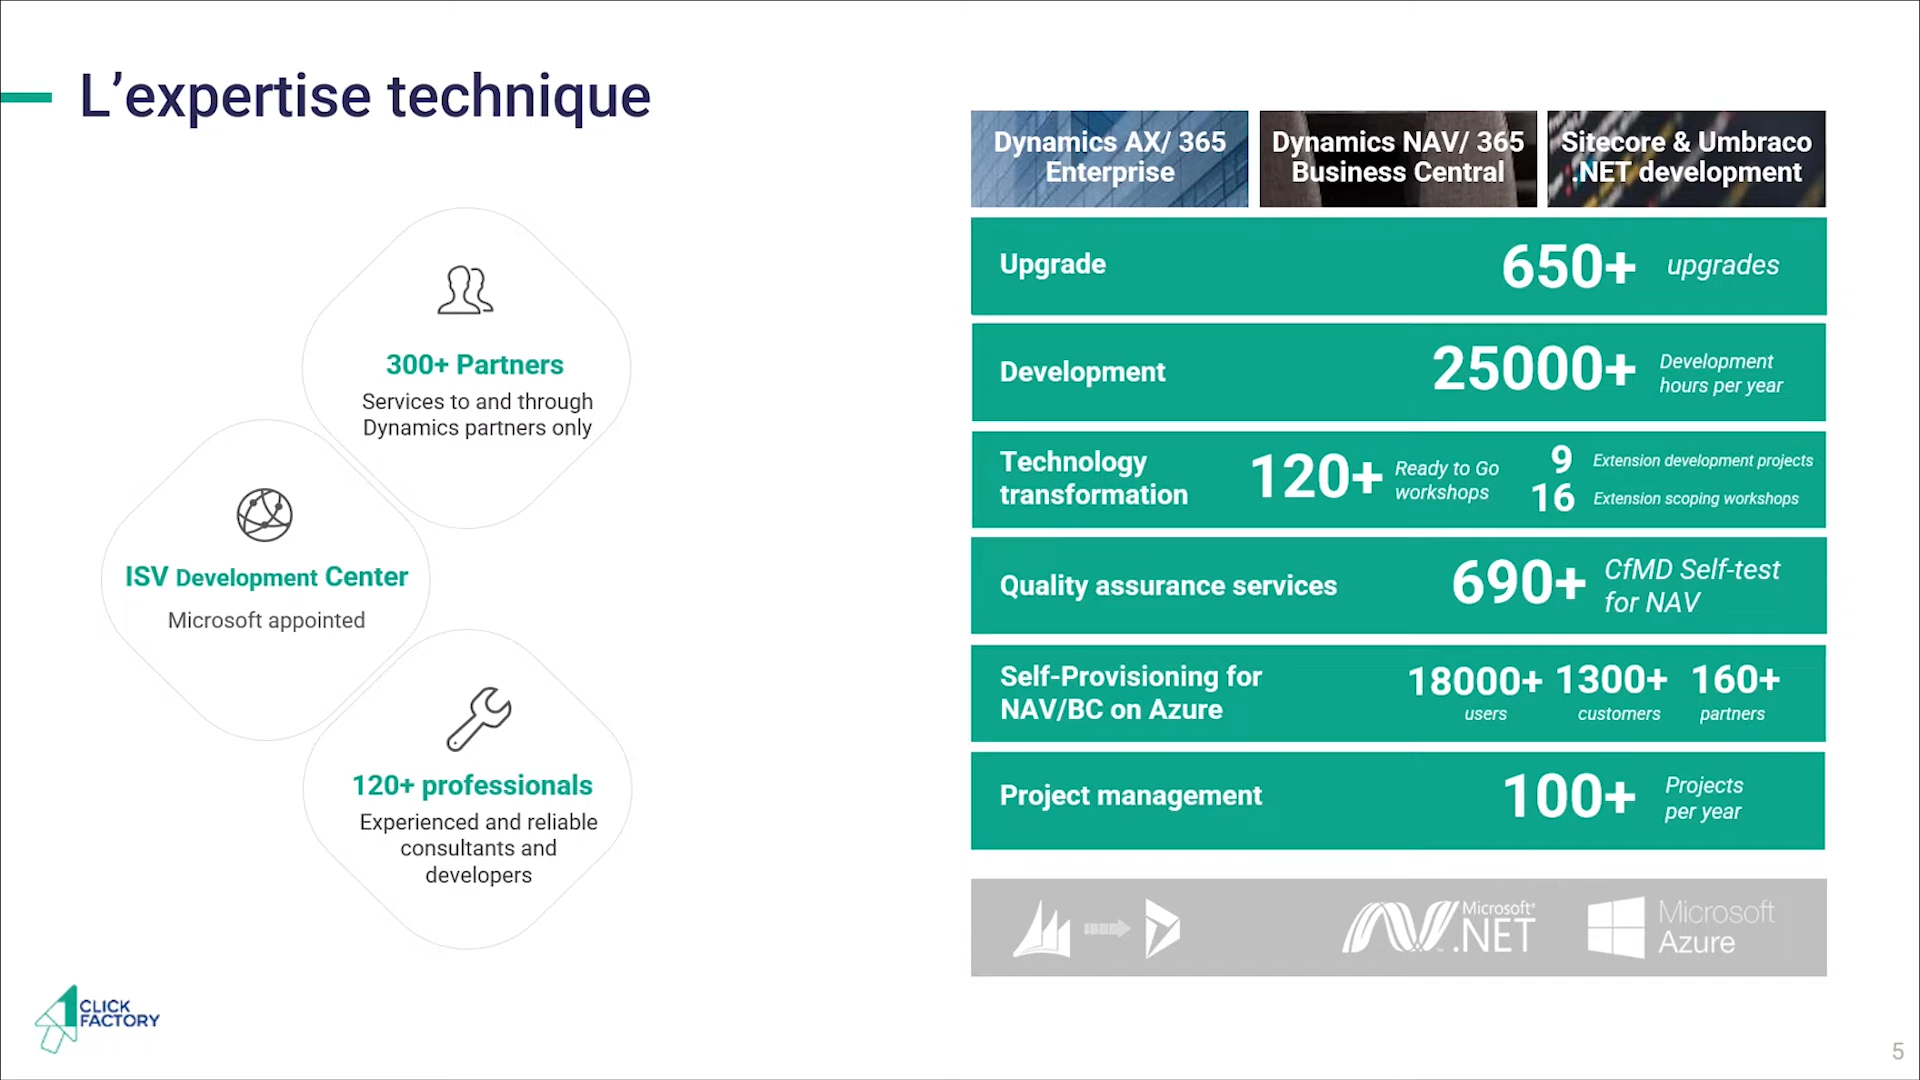 L’expertise technique
300+ Partners
Services to and through
Dynamics partners only
ISV Development Center
Microsoft appointed
120+ professionals
Experienced and reliable
consultants and
developers
Dynamics AX/ 365
Enterprise
Dynamics NAV/ 365
Business Central
Sitecore & Umbraco
.NET development
Upgrade
650+ upgrades
Development
25000+ Development
hours per year
Technology
transformation
120+ Ready to Go
workshops
9 Extension development projects
16 Extension scoping workshops
Quality assurance services
690+ CfMD Self-test
for NAV
Self-Provisioning for
NAV/BC on Azure
18000+
users
1300+
customers
160+
partners
Project management
100+ Projects
per year
Microsoft®
.NET
Microsoft
Azure
1CLICK
FACTORY
5